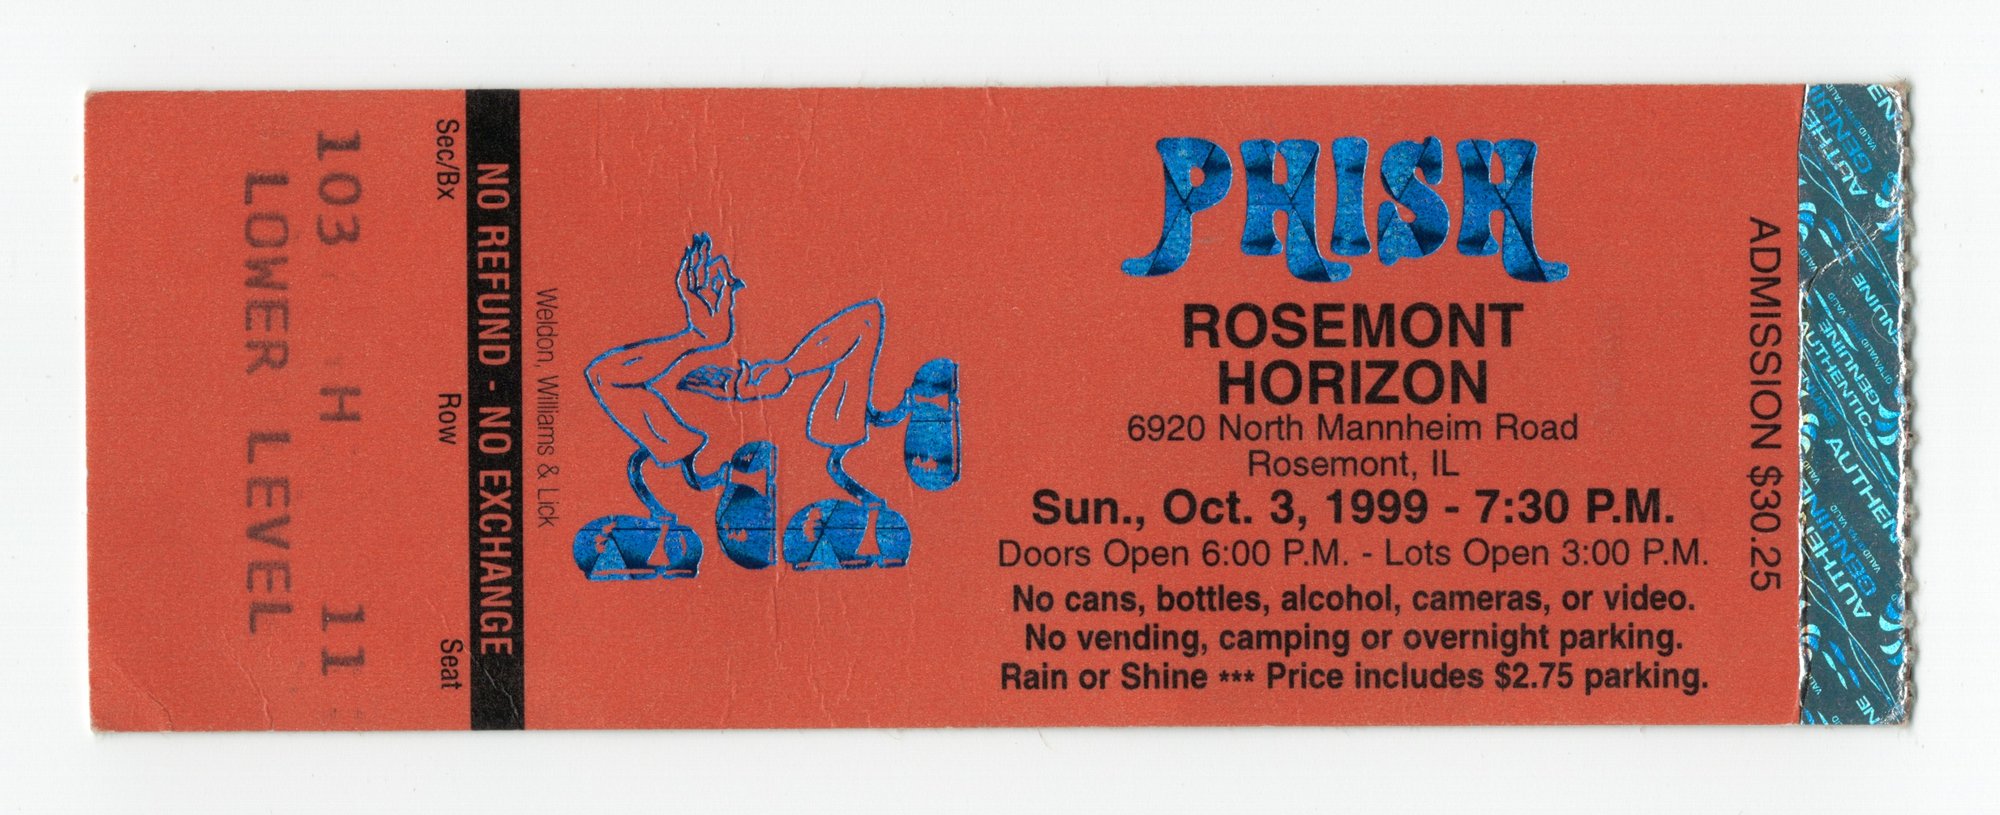 103 H 11
LOWER LEVEL
Sec/Bx Row Seat
NO REFUND - NO EXCHANGE
Weldon, Williams & Lick
PHISH
ROSEMONT
HORIZON
6920 North Mannheim Road
Rosemont, IL
Sun., Oct. 3, 1999 - 7:30 P.M.
Doors Open 6:00 P.M. - Lots Open 3:00 P.M.
No cans, bottles, alcohol, cameras, or video.
No vending, camping or overnight parking.
Rain or Shine *** Price includes $2.75 parking.
ADMISSION $30.25
AUTHENTIC
GENUINE
VALID